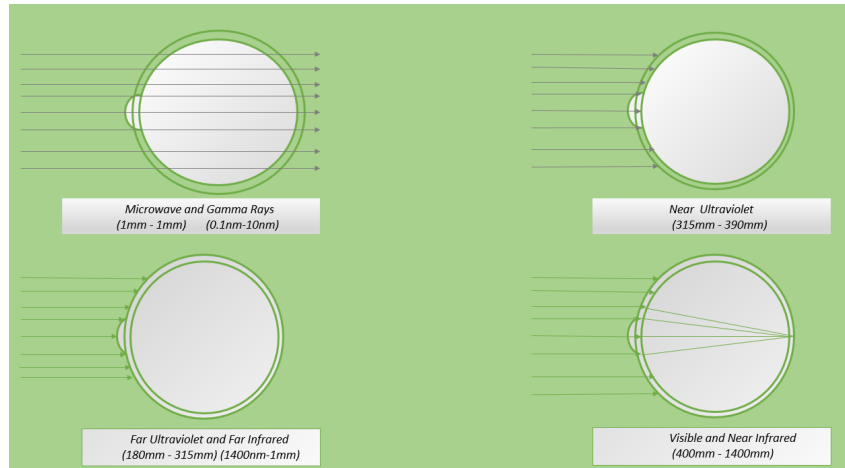 Microwave and Gamma Rays
(1mm - 1mm) (0.1nm-10nm)
Near Ultraviolet
(315mm - 390mm)
Far Ultraviolet and Far Infrared
(180mm - 315mm) (1400nm-1mm)
Visible and Near Infrared
(400mm - 1400mm)